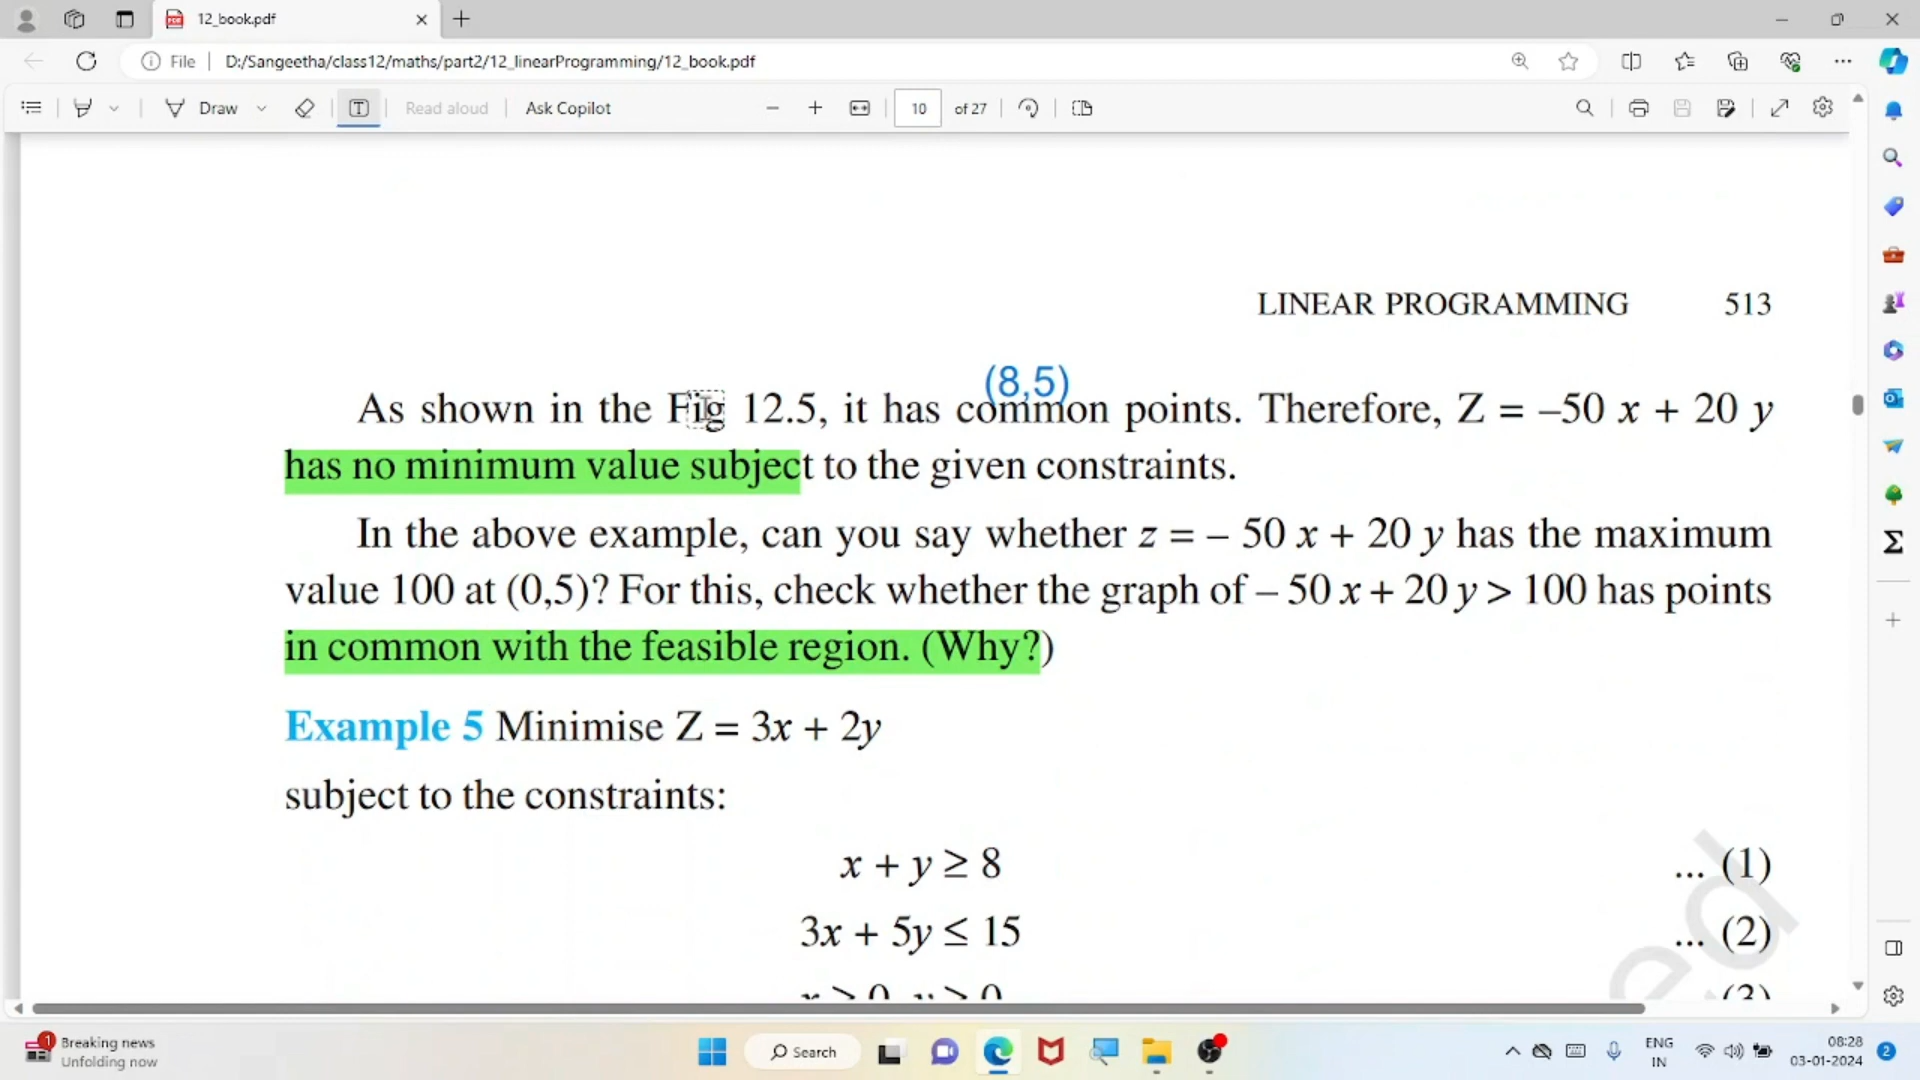 12_book.pdf
File D:/Sangeetha/class12/maths/part2/12_linearProgramming/12_book.pdf
Draw Read aloud Ask Copilot 10 of 27
LINEAR PROGRAMMING 513
(8,5)
As shown in the Fig 12.5, it has common points. Therefore, Z = –50 x + 20 y
has no minimum value subject to the given constraints.
In the above example, can you say whether z = – 50 x + 20 y has the maximum
value 100 at (0,5)? For this, check whether the graph of – 50 x + 20 y > 100 has points
in common with the feasible region. (Why?)
Example 5 Minimise Z = 3x + 2y
subject to the constraints:
x + y ≥ 8 ... (1)
3x + 5y ≤ 15 ... (2)
Breaking news
Unfolding now
Search
ENG
IN
08:28
03-01-2024
2